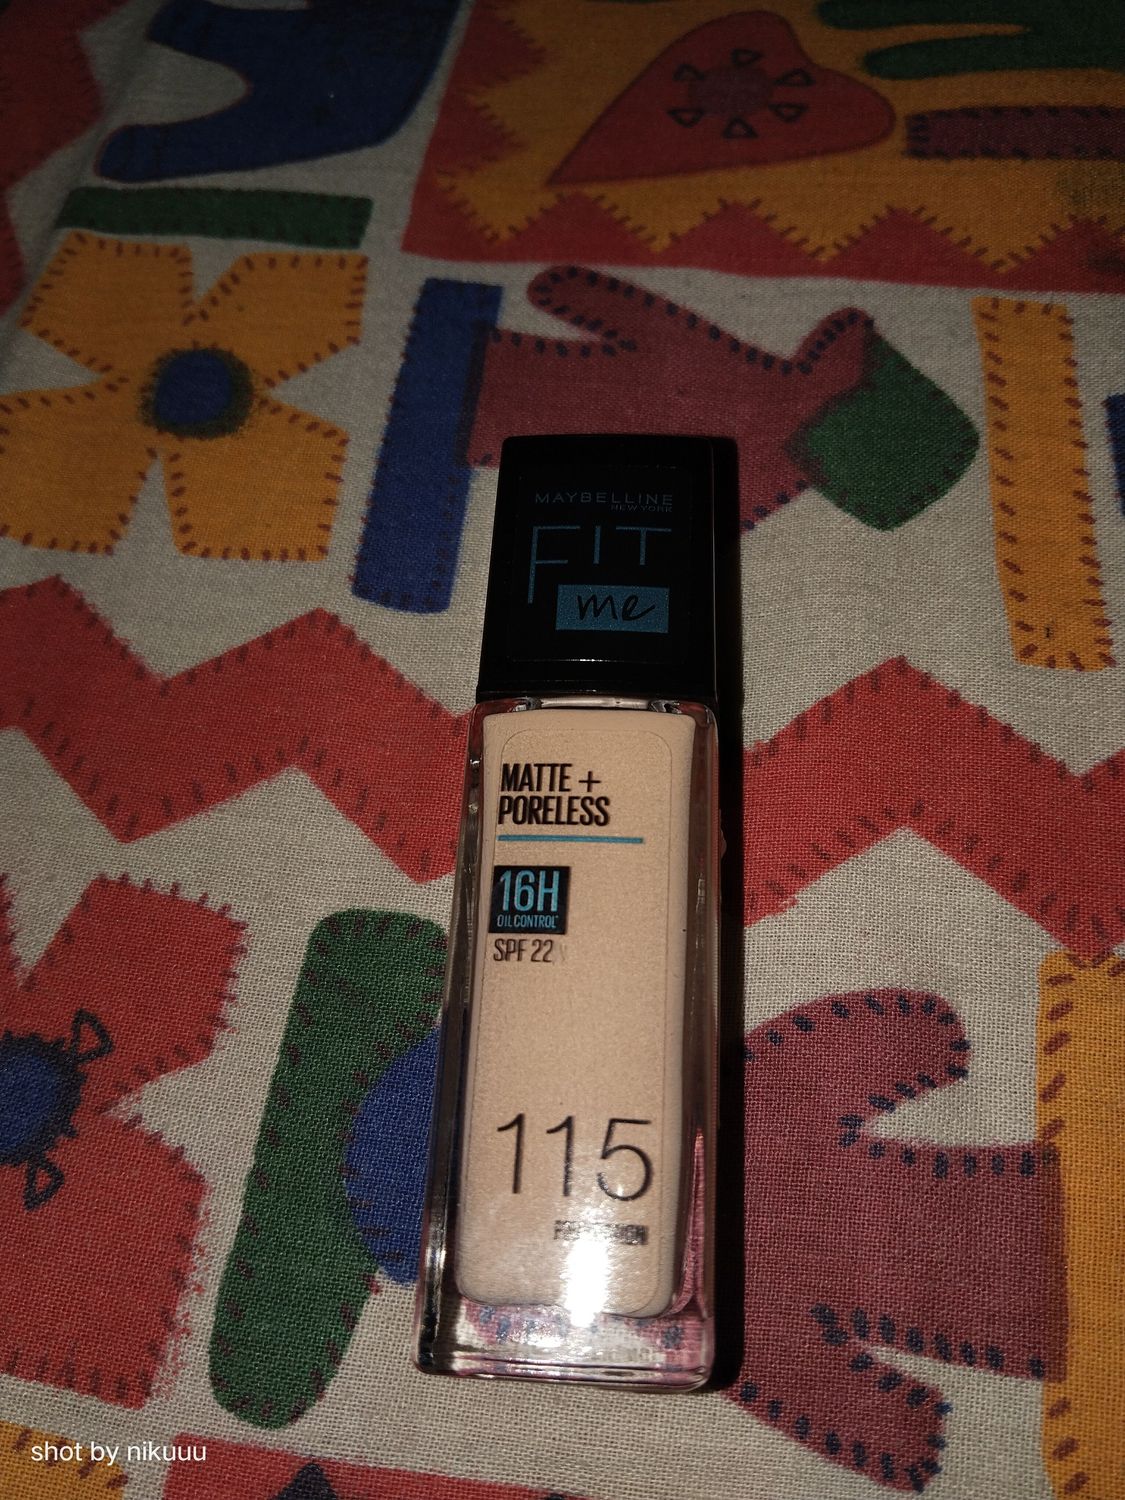 MAYBELLINE
NEW YORK
FIT
me
MATTE +
PORELESS
16H
OIL CONTROL*
SPF 22
115
shot by nikuuu